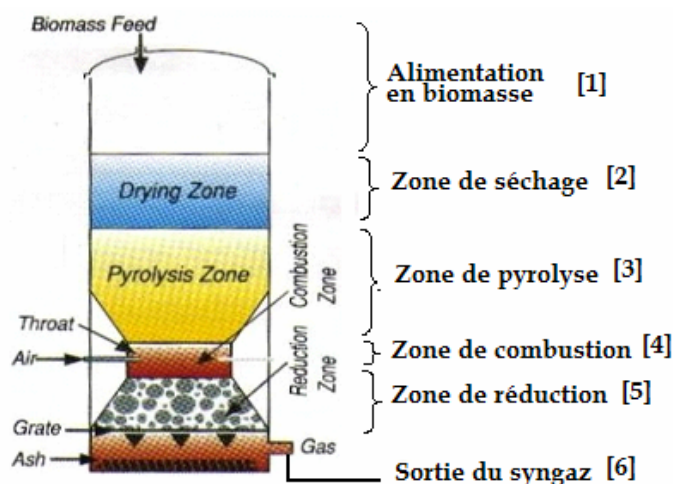 Biomass Feed
Alimentation
en biomasse [1]
Drying Zone
Zone de séchage [2]
Pyrolysis Zone
Combustion
Zone
Zone de pyrolyse [3]
Throat
Air
Zone de combustion [4]
Reduction
Zone
Zone de réduction [5]
Grate
Gas
Ash
Sortie du syngaz [6]